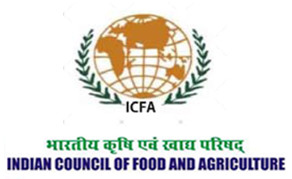 ICFA
भारतीय कृषि एवं खाद्य परिषद्
INDIAN COUNCIL OF FOOD AND AGRICULTURE